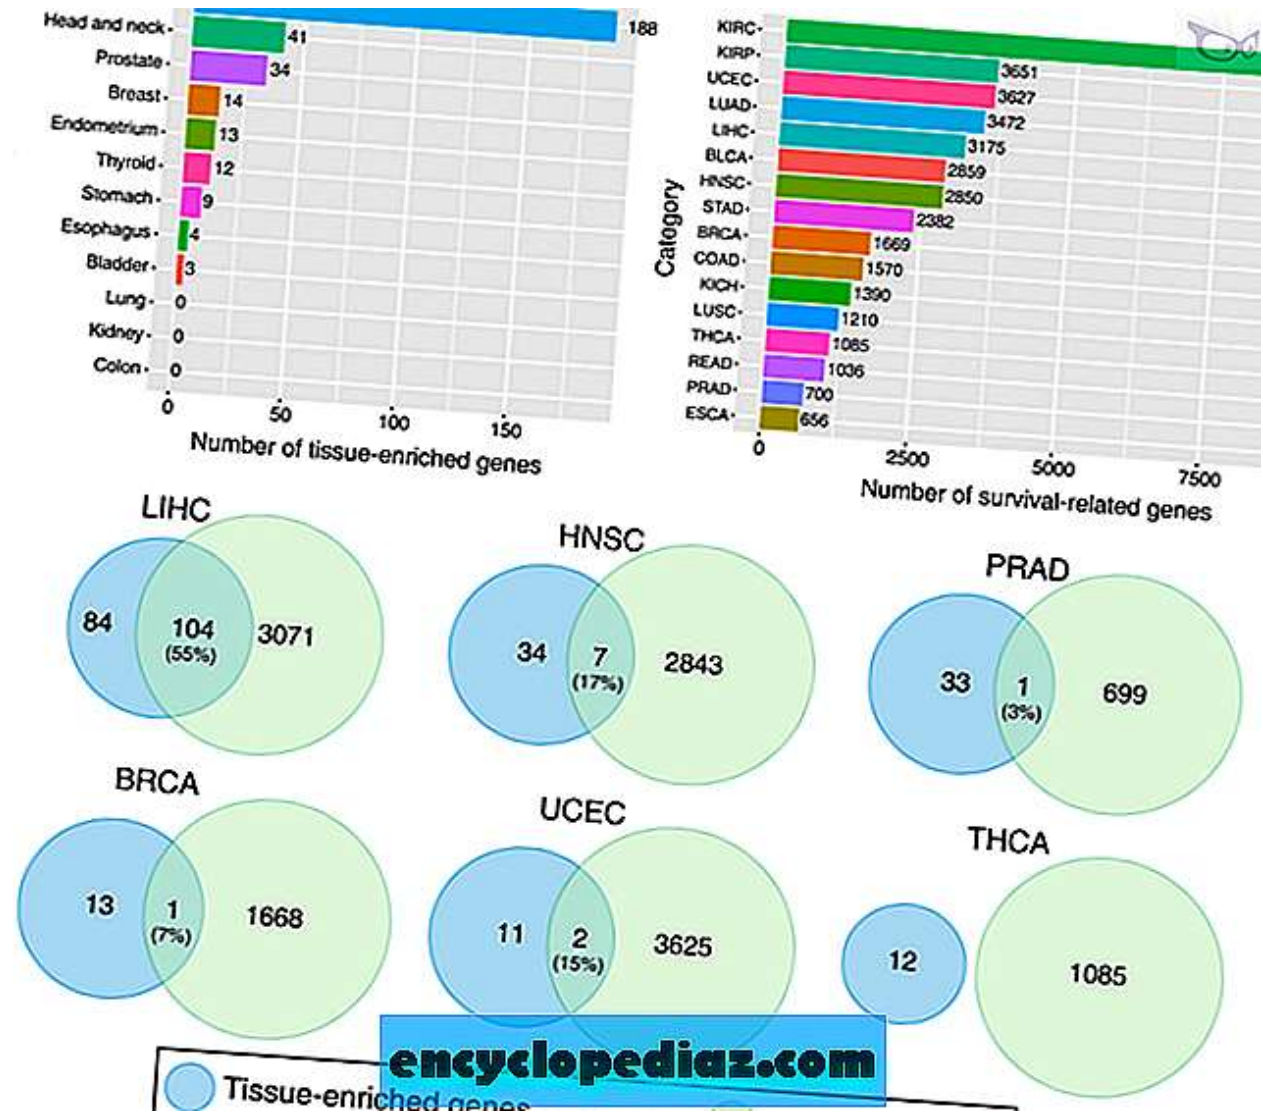 188
Head and neck
41
Prostate
34
Breast
14
Endometrium
13
Thyroid
12
Stomach
9
Esophagus
4
Bladder
3
Lung
0
Kidney
0
Colon
0
0 50 100 150
Number of tissue-enriched genes
Category
KIRC
KIRP
3651
UCEC
3627
LUAD
3472
LIHC
3175
BLCA
2859
HNSC
2850
STAD
2382
BRCA
1669
COAD
1570
KICH
1390
LUSC
1210
THCA
1085
READ
1036
PRAD
700
ESCA
656
0 2500 5000 7500
Number of survival-related genes
LIHC
84 104 3071
(55%)
HNSC
34 7 2843
(17%)
PRAD
33 1 699
(3%)
BRCA
13 1 1668
(7%)
UCEC
11 2 3625
(15%)
THCA
12 1085
encyclopediaz.com
Tissue-enriched genes